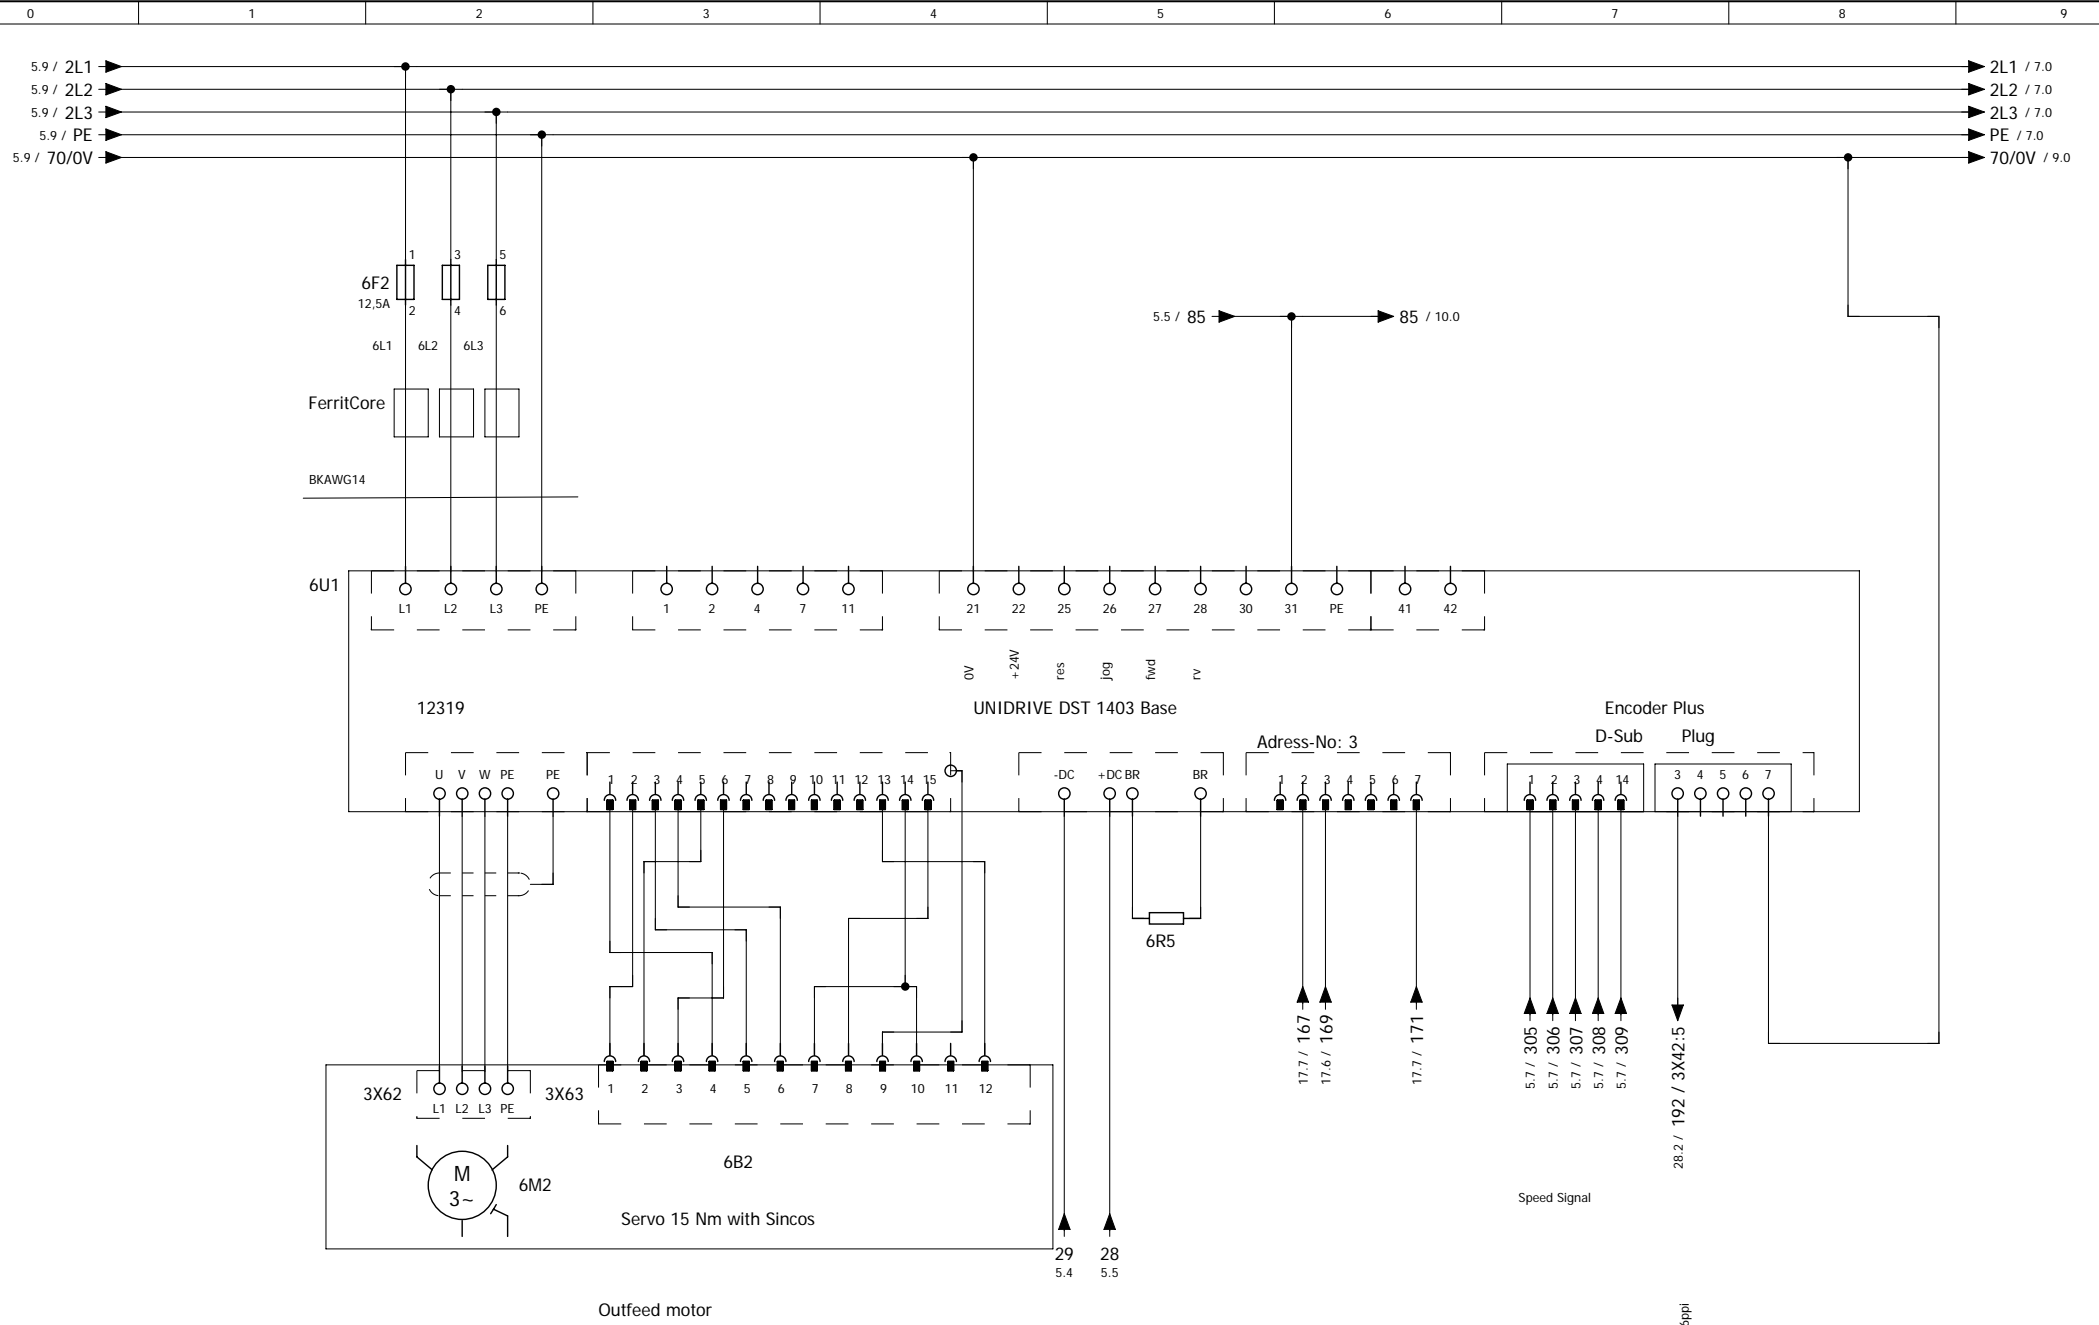 0 1 2 3 4 5 6 7 8 9
5.9 / 2L1 2L1 / 7.0
5.9 / 2L2 2L2 / 7.0
5.9 / 2L3 2L3 / 7.0
5.9 / PE PE / 7.0
5.9 / 70/0V 70/0V / 9.0
1 3 5
6F2
12,5A
2 4 6
5.5 / 85 85 / 10.0
6L1 6L2 6L3
FerritCore
BKAWG14
6U1
L1 L2 L3 PE 1 2 4 7 11 21 22 25 26 27 28 30 31 PE 41 42
0V +24V res jog fwd rv
12319 UNIDRIVE DST 1403 Base Encoder Plus
D-Sub Plug
Adress-No: 3
U V W PE PE 1 2 3 4 5 6 7 8 9 10 11 12 13 14 15 -DC +DC BR BR 1 2 3 4 5 6 7 1 2 3 4 14 3 4 5 6 7
6R5
17.7 / 167
17.6 / 169
17.7 / 171
5.7 / 305
5.7 / 306
5.7 / 307
5.7 / 308
5.7 / 309
28.2 / 192 / 3X42:5
3X62 L1 L2 L3 PE 3X63 1 2 3 4 5 6 7 8 9 10 11 12
6B2
M
3~
6M2
Speed Signal
Servo 15 Nm with Sincos
29 28
5.4 5.5
Outfeed motor